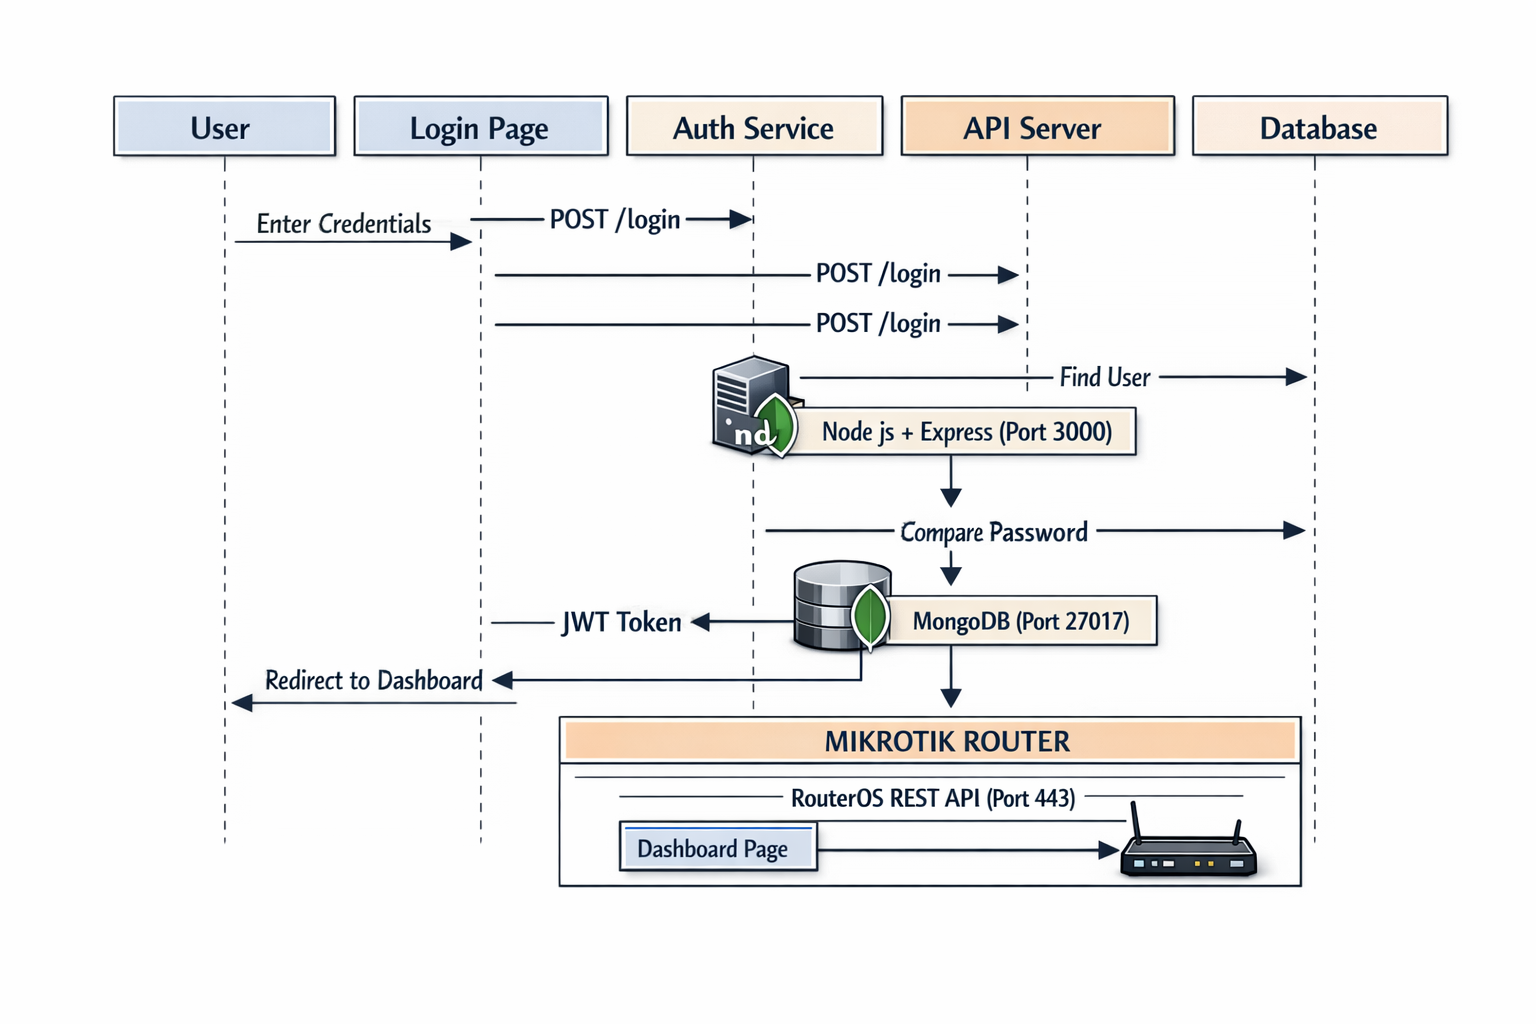 User
Login Page
Auth Service
API Server
Database
Enter Credentials
POST /login
POST /login
POST /login
Find User
nd
Node js + Express (Port 3000)
Compare Password
JWT Token
MongoDB (Port 27017)
Redirect to Dashboard
MIKROTIK ROUTER
RouterOS REST API (Port 443)
Dashboard Page